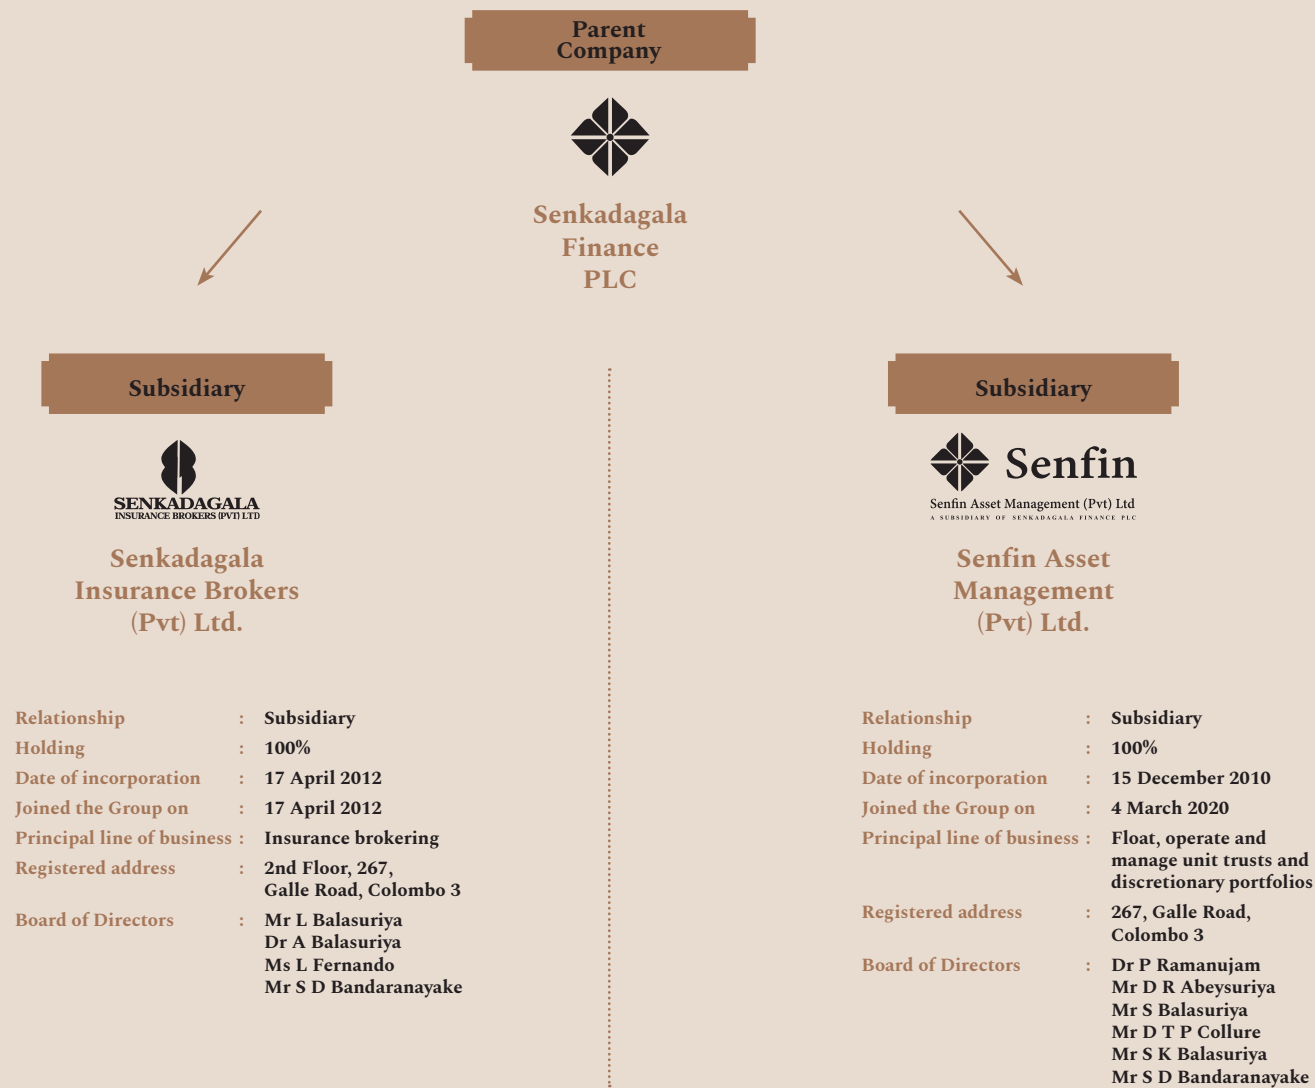 Parent
Company
Senkadagala
Finance
PLC
Subsidiary
SENKADAGALA
INSURANCE BROKERS (PVT) LTD
Senkadagala
Insurance Brokers
(Pvt) Ltd.
Relationship : Subsidiary
Holding : 100%
Date of incorporation : 17 April 2012
Joined the Group on : 17 April 2012
Principal line of business : Insurance brokering
Registered address : 2nd Floor, 267,
Galle Road, Colombo 3
Board of Directors : Mr L Balasuriya
Dr A Balasuriya
Ms L Fernando
Mr S D Bandaranayake
Subsidiary
Senfin
Senfin Asset Management (Pvt) Ltd
A SUBSIDIARY OF SENKADAGALA FINANCE PLC
Senfin Asset
Management
(Pvt) Ltd.
Relationship : Subsidiary
Holding : 100%
Date of incorporation : 15 December 2010
Joined the Group on : 4 March 2020
Principal line of business : Float, operate and
manage unit trusts and
discretionary portfolios
Registered address : 267, Galle Road,
Colombo 3
Board of Directors : Dr P Ramanujam
Mr D R Abeysuriya
Mr S Balasuriya
Mr D T P Collure
Mr S K Balasuriya
Mr S D Bandaranayake